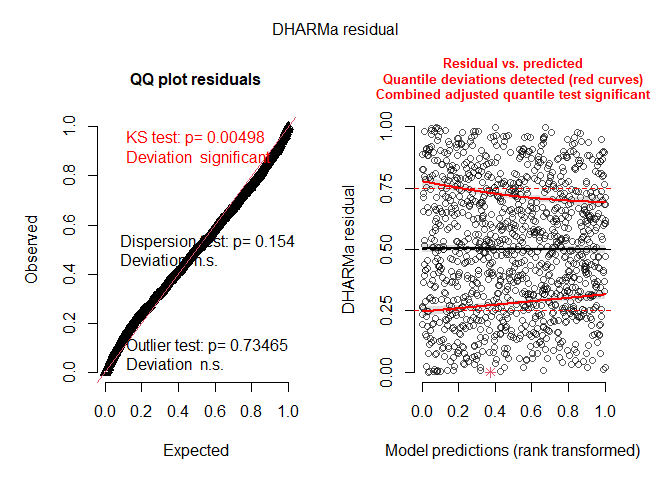 DHARMa residual
QQ plot residuals
KS test: p= 0.00498
Deviation significant
Dispersion test: p= 0.154
Deviation n.s.
Outlier test: p= 0.73465
Deviation n.s.
Observed
0.0 0.2 0.4 0.6 0.8 1.0
0.0 0.2 0.4 0.6 0.8 1.0
Expected
Residual vs. predicted
Quantile deviations detected (red curves)
Combined adjusted quantile test significant
DHARMa residual
0.00 0.25 0.50 0.75 1.00
0.0 0.2 0.4 0.6 0.8 1.0
Model predictions (rank transformed)